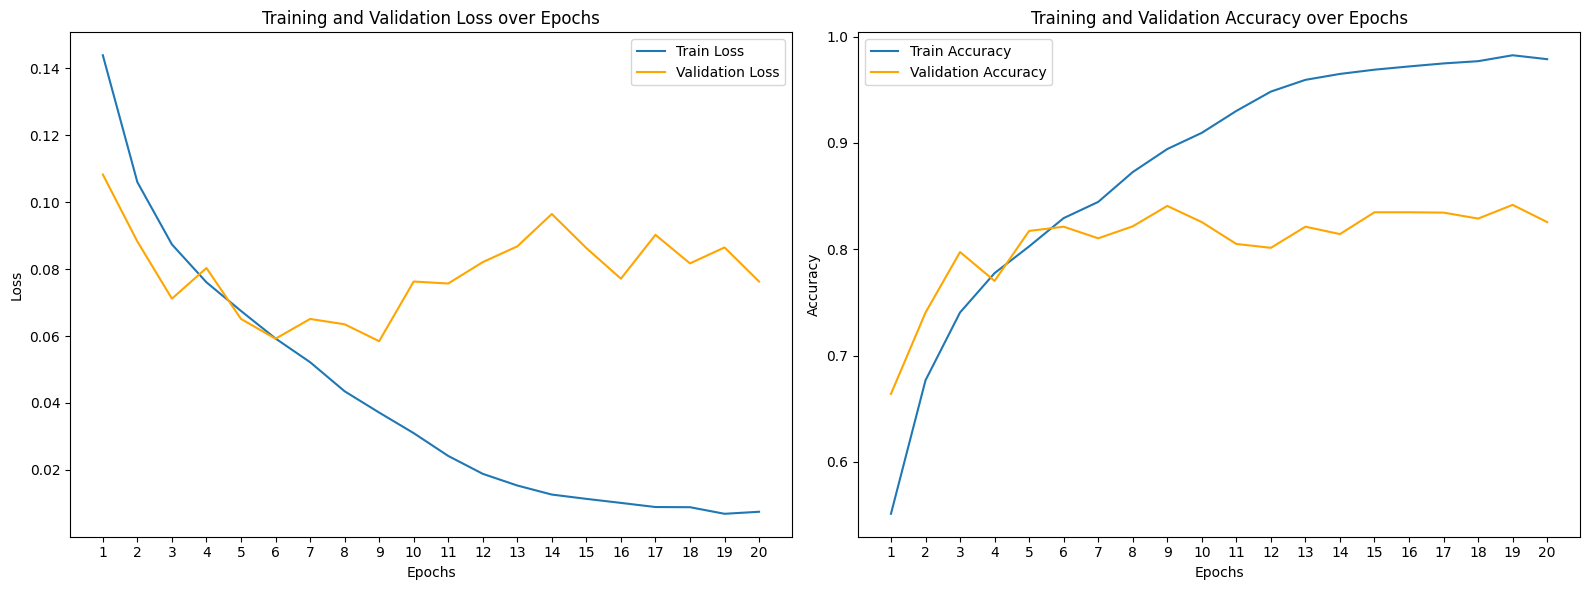 Training and Validation Loss over Epochs
Train Loss
Validation Loss
0.14
0.12
0.10
0.08
0.06
0.04
0.02
Loss
1 2 3 4 5 6 7 8 9 10 11 12 13 14 15 16 17 18 19 20
Epochs
Training and Validation Accuracy over Epochs
Train Accuracy
Validation Accuracy
1.0
0.9
0.8
0.7
0.6
Accuracy
1 2 3 4 5 6 7 8 9 10 11 12 13 14 15 16 17 18 19 20
Epochs